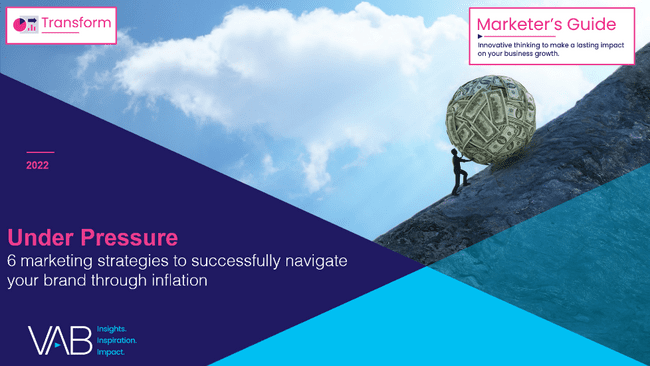 Transform
Marketer's Guide
Innovative thinking to make a lasting impact
on your business growth.
2022
Under Pressure
6 marketing strategies to successfully navigate
your brand through inflation
VAB
Insights.
Inspiration.
Impact.